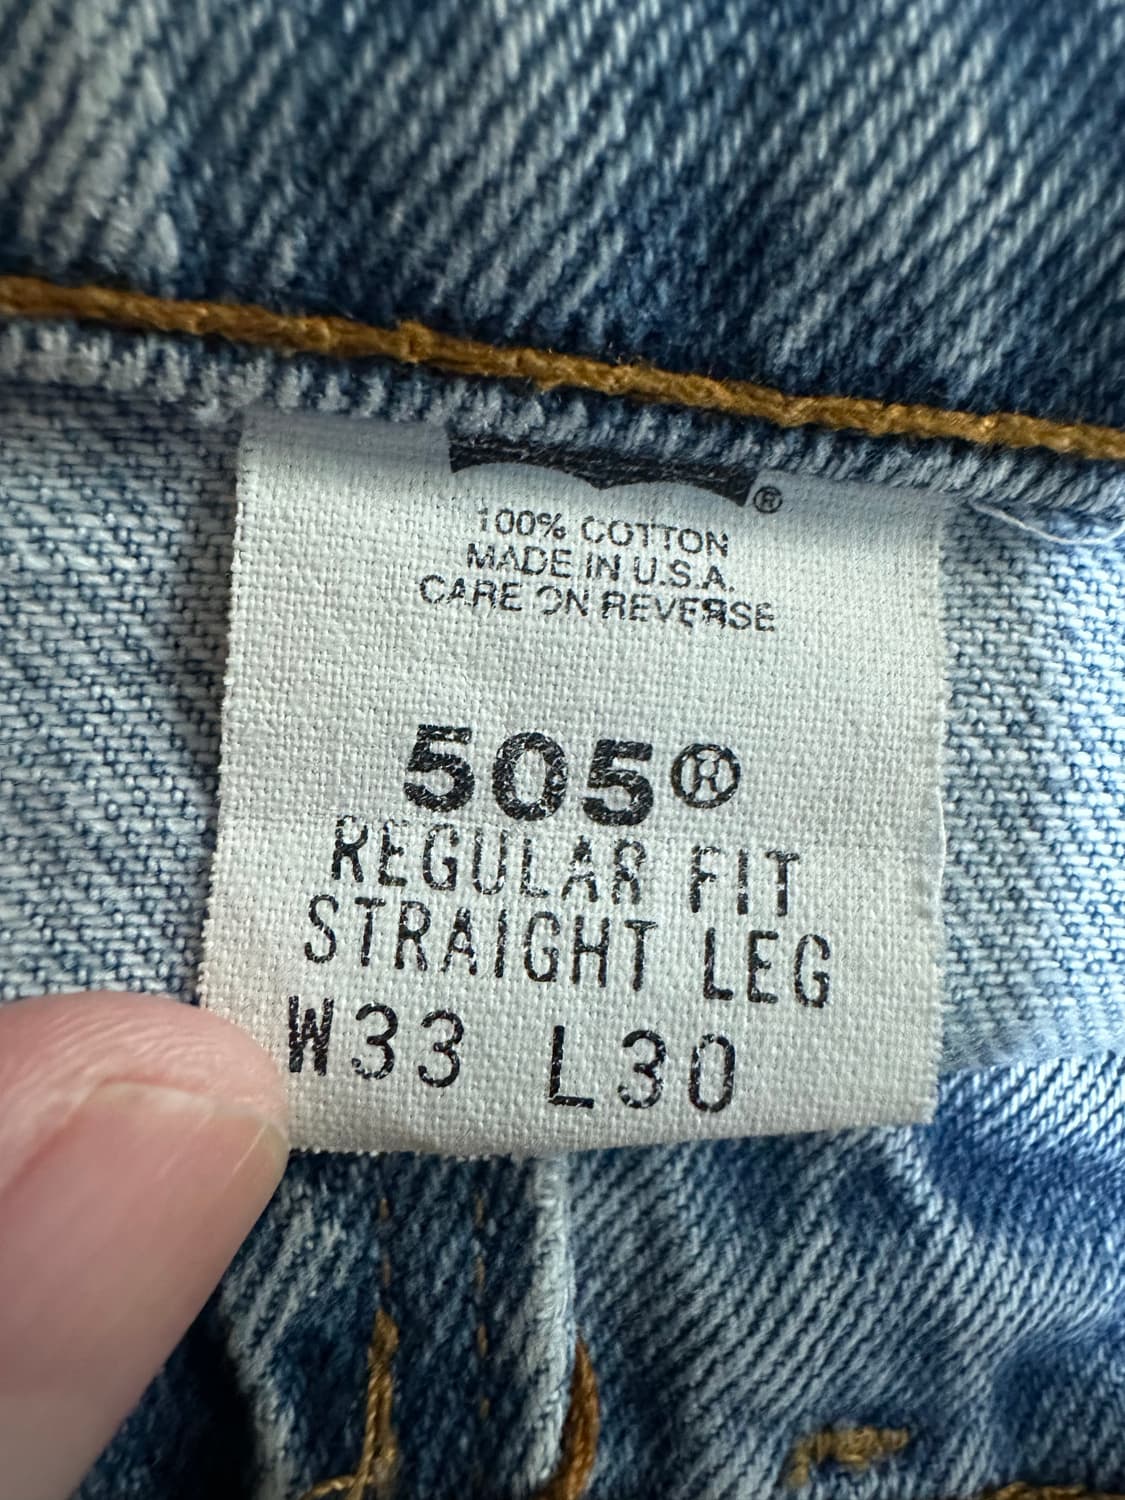 ®
100% COTTON
MADE IN U.S.A.
CARE ON REVERSE
505®
REGULAR FIT
STRAIGHT LEG
W33 L30